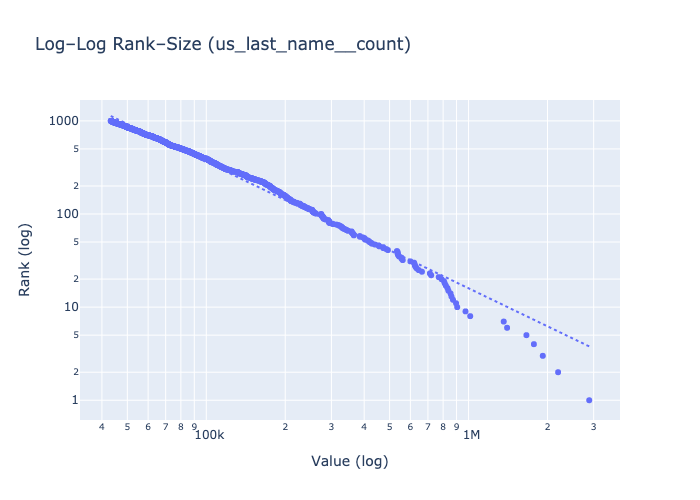 Log–Log Rank–Size (us_last_name__count)
Rank (log)
1000
5
2
100
5
2
10
5
2
1
4 5 6 7 8 9 100k 2 3 4 5 6 7 8 9 1M 2 3
Value (log)